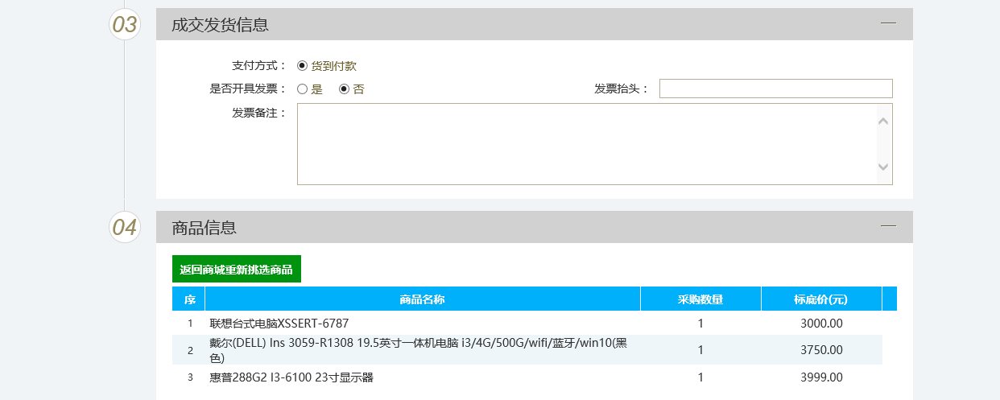 03 成交发货信息
支付方式： 货到付款
是否开具发票： 是 否 发票抬头：
发票备注：
04 商品信息
返回商城重新挑选商品
序 商品名称 采购数量 标底价(元)
1 联想台式电脑XSSERT-6787 1 3000.00
2 戴尔(DELL) Ins 3059-R1308 19.5英寸一体机电脑 i3/4G/500G/wifi/蓝牙/win10(黑
色) 1 3750.00
3 惠普288G2 I3-6100 23寸显示器 1 3999.00